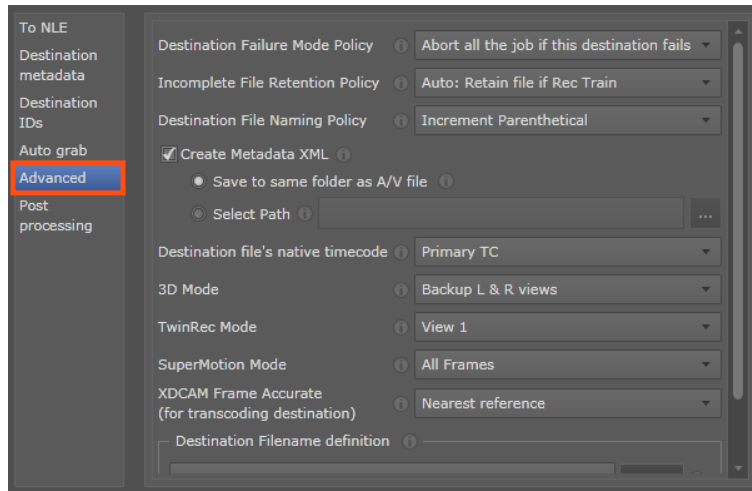 To NLE
Destination
metadata
Destination
IDs
Auto grab
Advanced
Post
processing
Destination Failure Mode Policy
Abort all the job if this destination fails
Incomplete File Retention Policy
Auto: Retain file if Rec Train
Destination File Naming Policy
Increment Parenthetical
Create Metadata XML
Save to same folder as A/V file
Select Path
...
Destination file's native timecode
Primary TC
3D Mode
Backup L & R views
TwinRec Mode
View 1
SuperMotion Mode
All Frames
XDCAM Frame Accurate
(for transcoding destination)
Nearest reference
Destination Filename definition